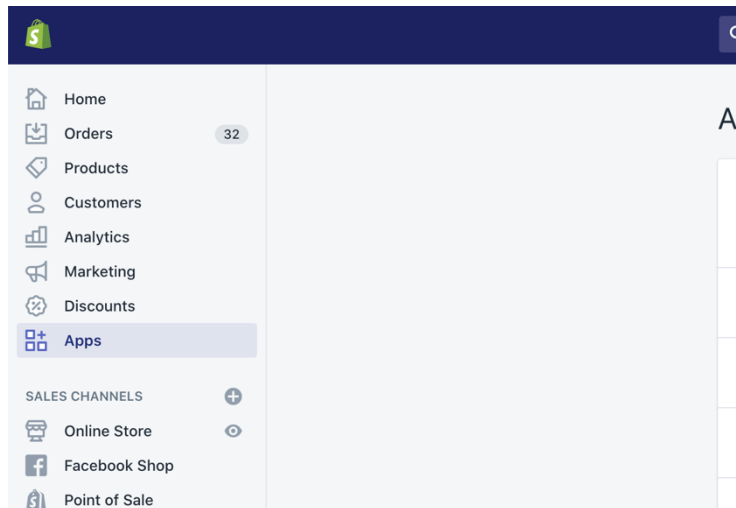 Home
Orders 32
Products
Customers
Analytics
Marketing
Discounts
Apps
SALES CHANNELS
Online Store
Facebook Shop
Point of Sale
A